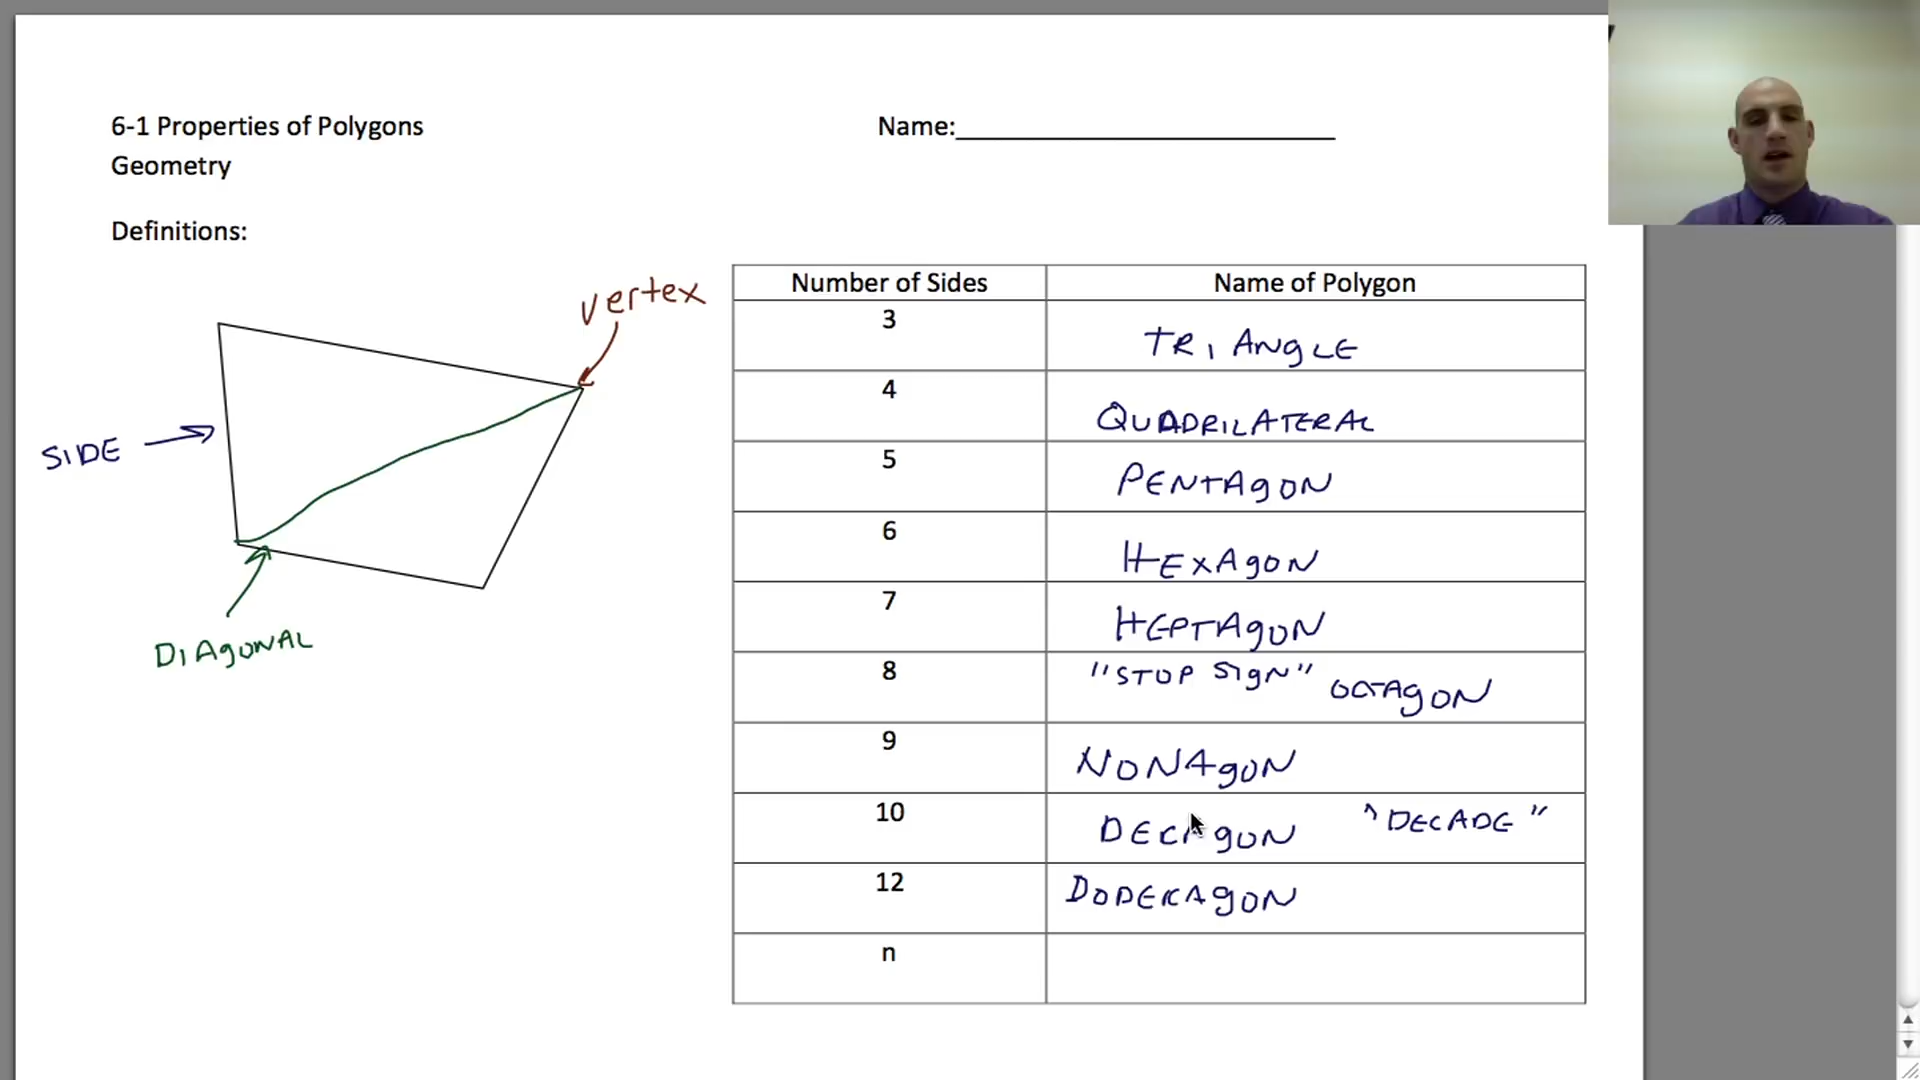 6-1 Properties of Polygons
Name:
Geometry
Definitions:
vertex
SIDE
DIAgONAL
Number of Sides Name of Polygon
3 TRiANgLE
4 QUADRILATERAL
5 PENTAgON
6 HEXAgON
7 HEPTAgON
8 "STOP SIgN" OCTAgON
9 NONAgON
10 DECAgON "DECADE"
12 DODECAgON
n